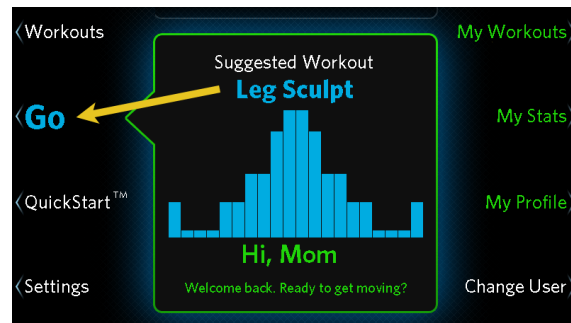 Workouts
Go
QuickStart™
Settings
Suggested Workout
Leg Sculpt
Hi, Mom
Welcome back. Ready to get moving?
My Workouts
My Stats
My Profile
Change User